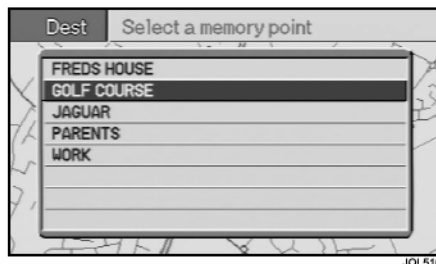 Dest Select a memory point
FREDS HOUSE
GOLF COURSE
JAGUAR
PARENTS
WORK